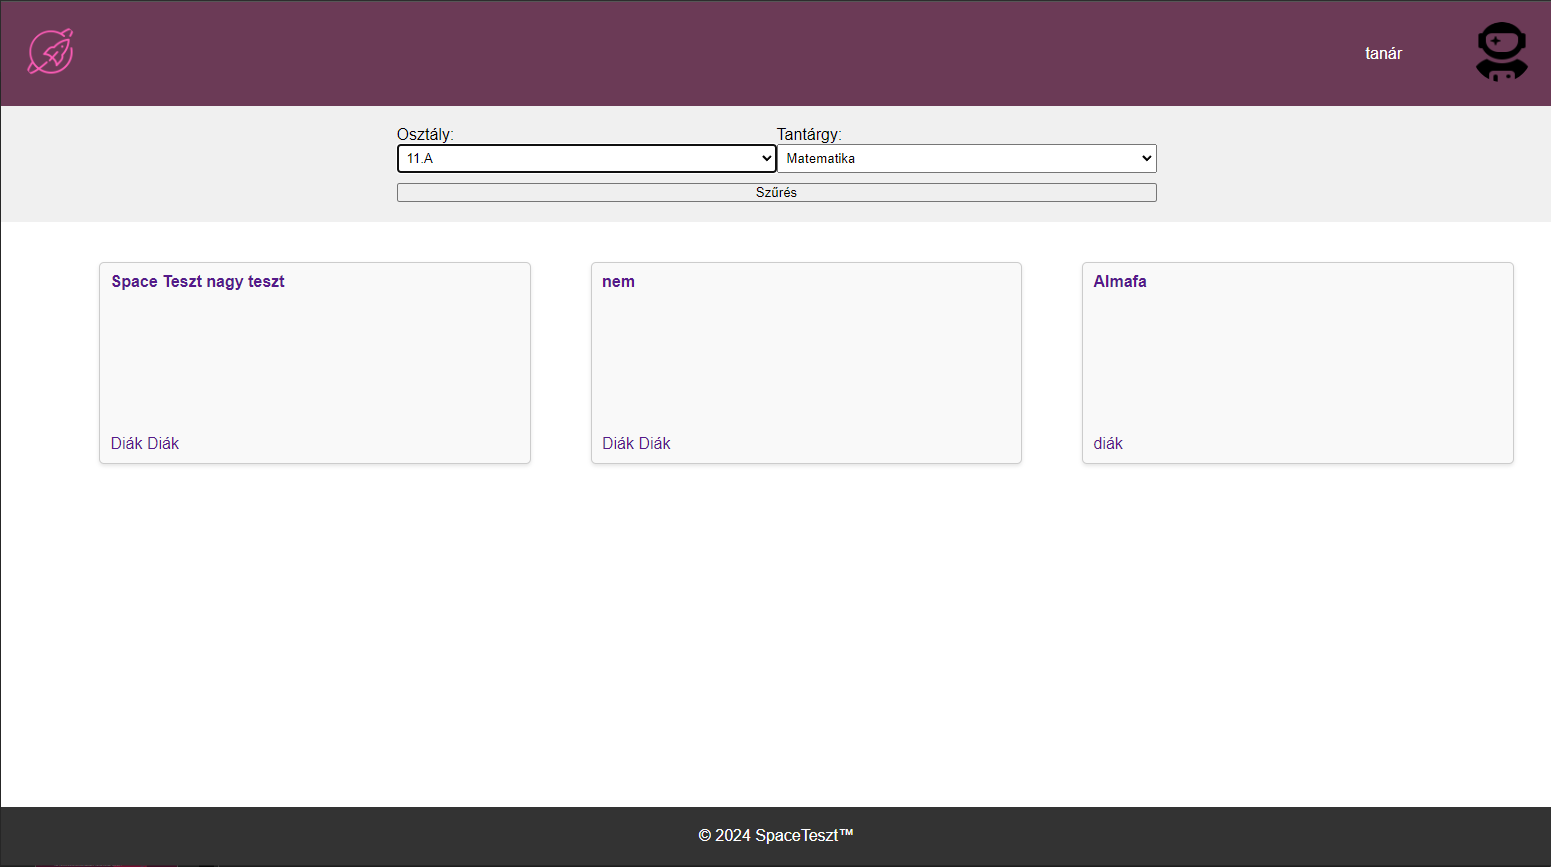 tanár
Osztály:
Tantárgy:
11.A
Matematika
Szűrés
Space Teszt nagy teszt
Diák Diák
nem
Diák Diák
Almafa
diák
© 2024 SpaceTeszt™